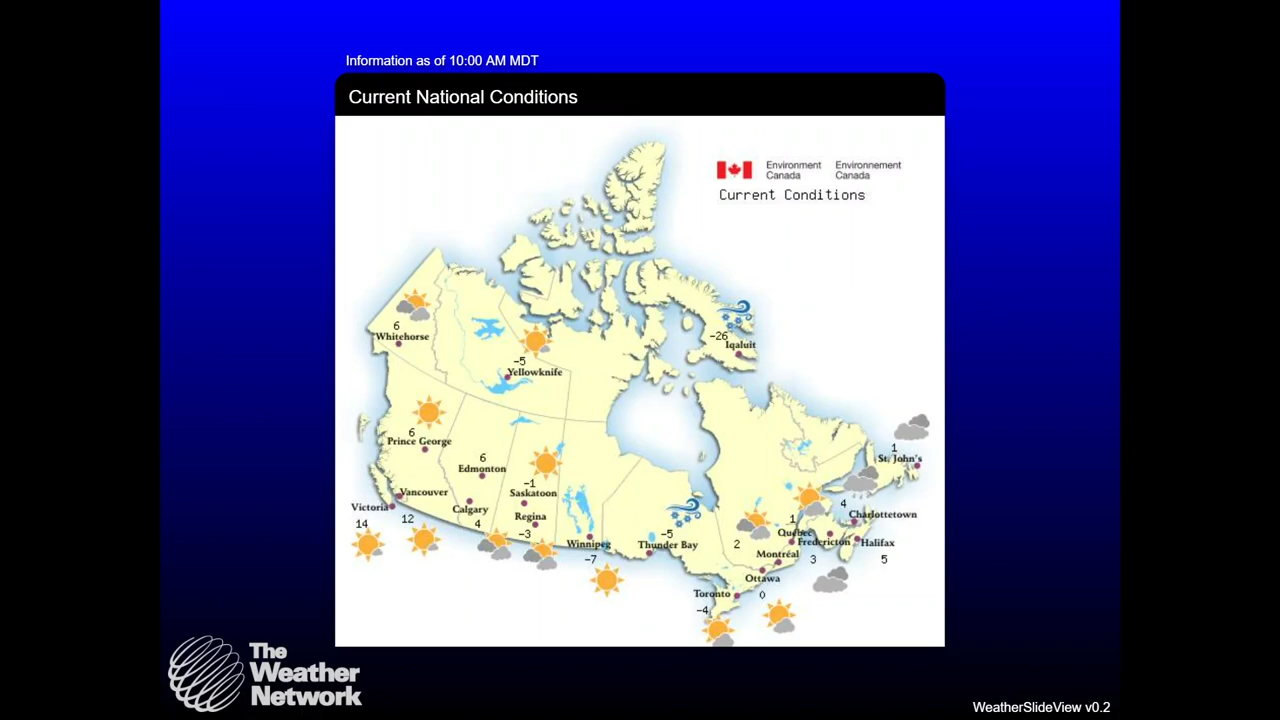 Information as of 10:00 AM MDT
Current National Conditions
Environment Canada
Environnement Canada
Current Conditions
6
Whitehorse
-26
Iqaluit
-5
Yellowknife
6
Prince George
6
Edmonton
1
St. John's
-1
Saskatoon
Vancouver
12
Victoria
14
Calgary
4
Regina
-3
4
Charlottetown
Winnipeg
-7
-5
Thunder Bay
1
Québec
2
Montréal
Fredericton
3
Halifax
5
Ottawa
0
Toronto
-4
The
Weather
Network
WeatherSlideView v0.2